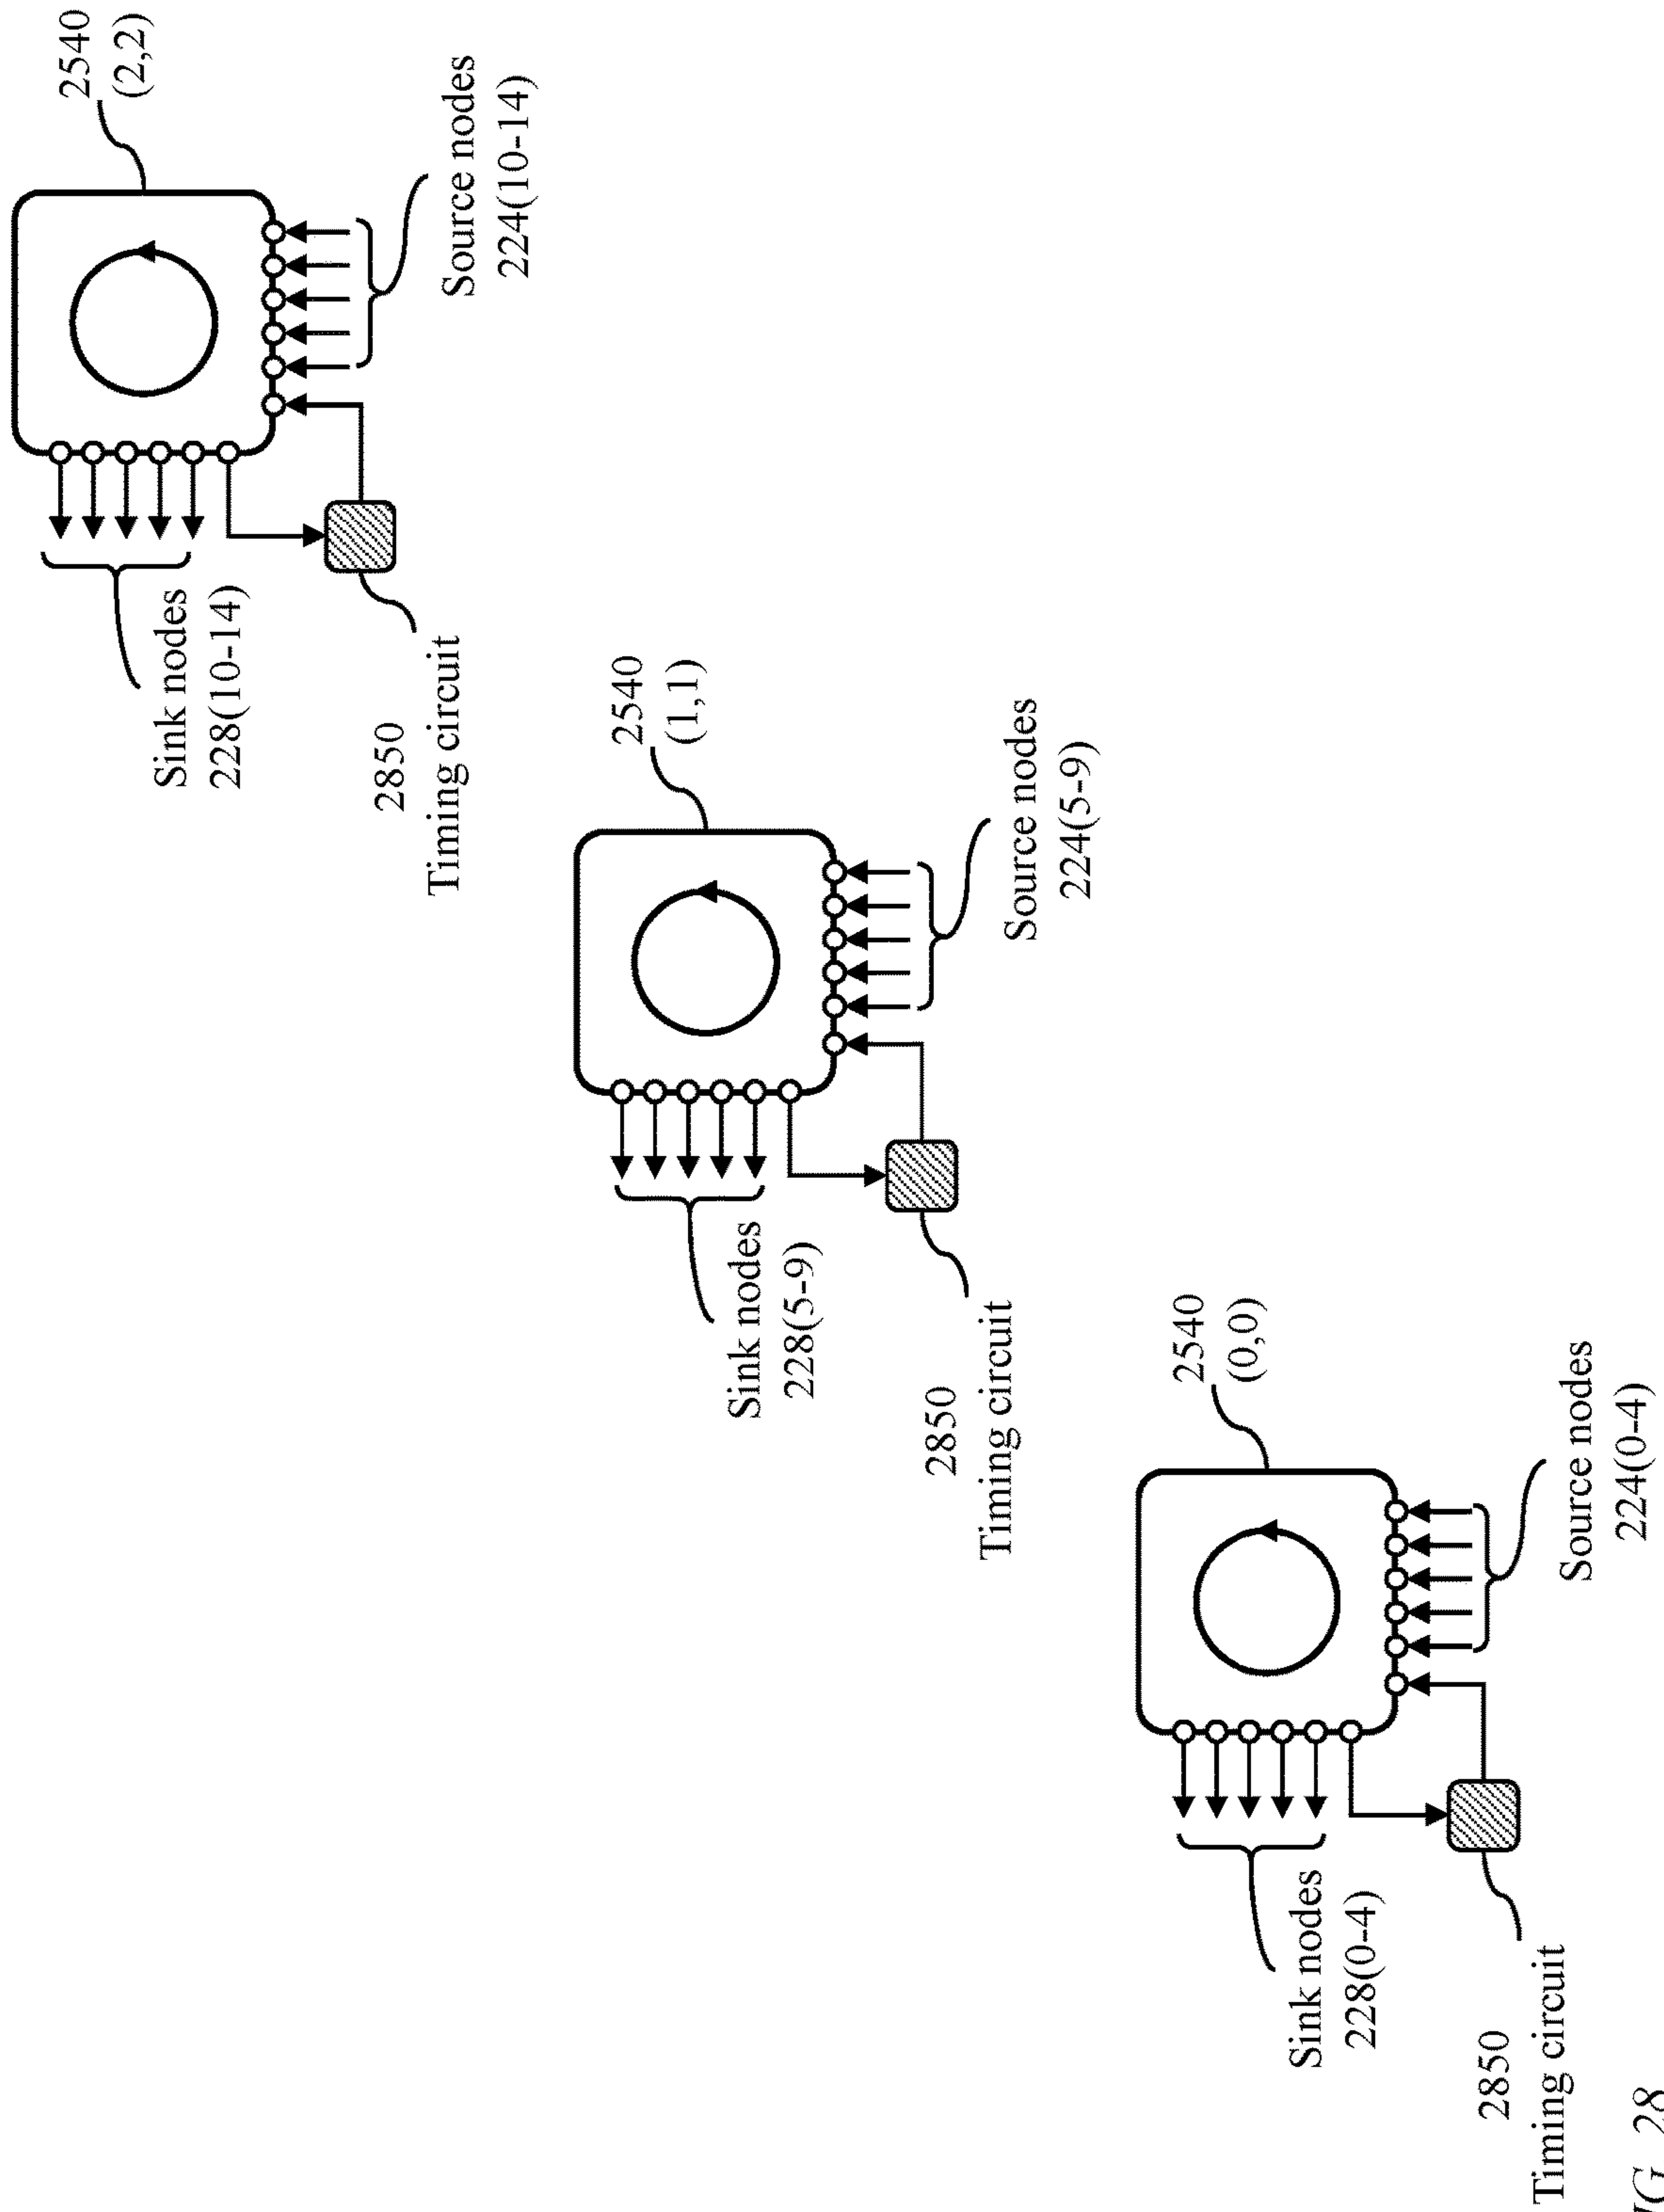 2540
(2,2)
Source nodes
224(10-14)
Sink nodes
228(10-14)
2850
Timing circuit
2540
(1,1)
Source nodes
224(5-9)
Sink nodes
228(5-9)
2850
Timing circuit
2540
(0,0)
Source nodes
224(0-4)
Sink nodes
228(0-4)
2850
Timing circuit
28